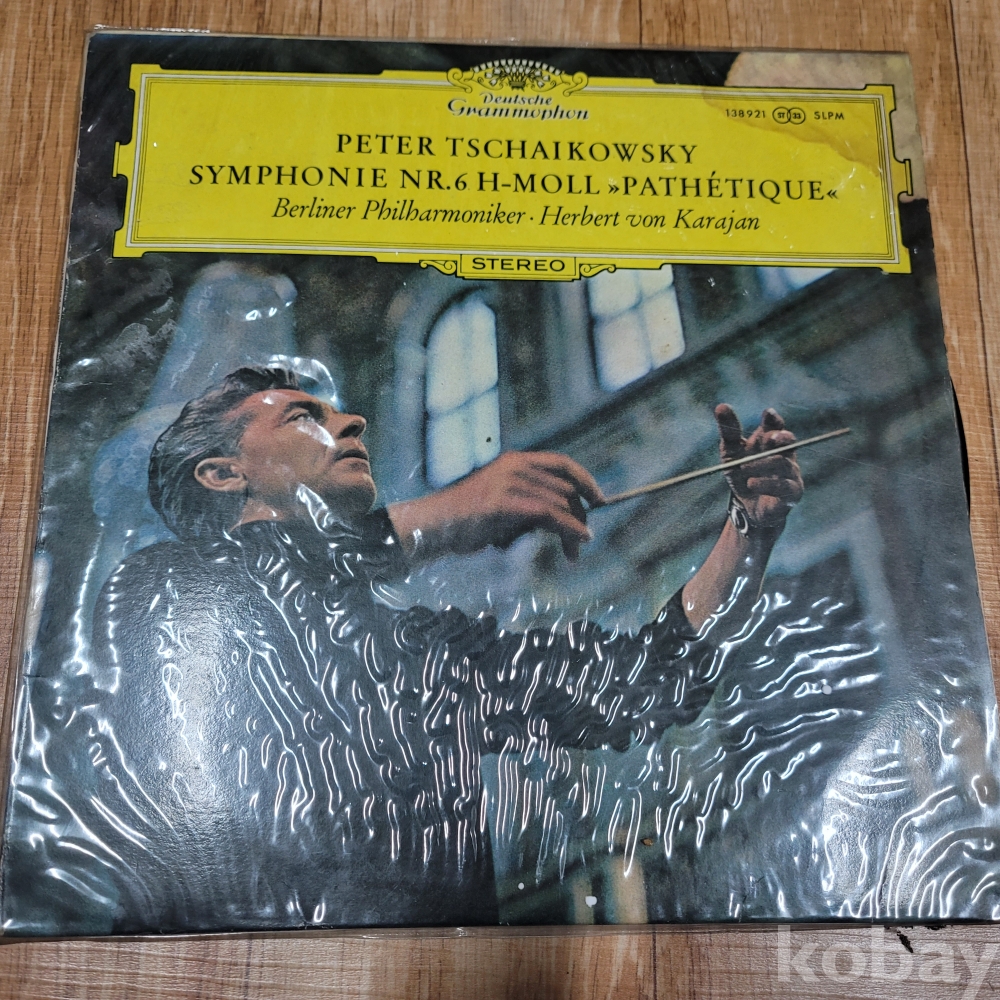 Deutsche
Grammophon
138921 ST 33 SLPM
PETER TSCHAIKOWSKY
SYMPHONIE NR.6 H-MOLL »PATHÉTIQUE«
Berliner Philharmoniker · Herbert von Karajan
STEREO
kobay